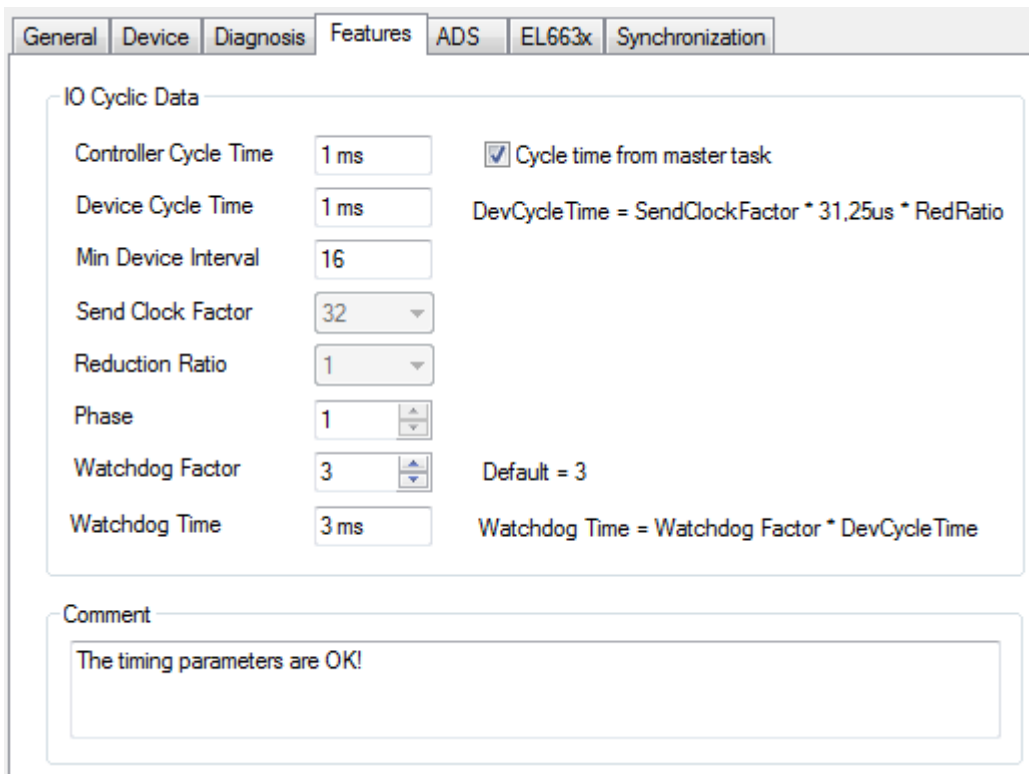 General Device Diagnosis Features ADS EL663x Synchronization
IO Cyclic Data
Controller Cycle Time 1 ms Cycle time from master task
Device Cycle Time 1 ms DevCycleTime = SendClockFactor * 31,25us * RedRatio
Min Device Interval 16
Send Clock Factor 32
Reduction Ratio 1
Phase 1
Watchdog Factor 3 Default = 3
Watchdog Time 3 ms Watchdog Time = Watchdog Factor * DevCycleTime
Comment
The timing parameters are OK!